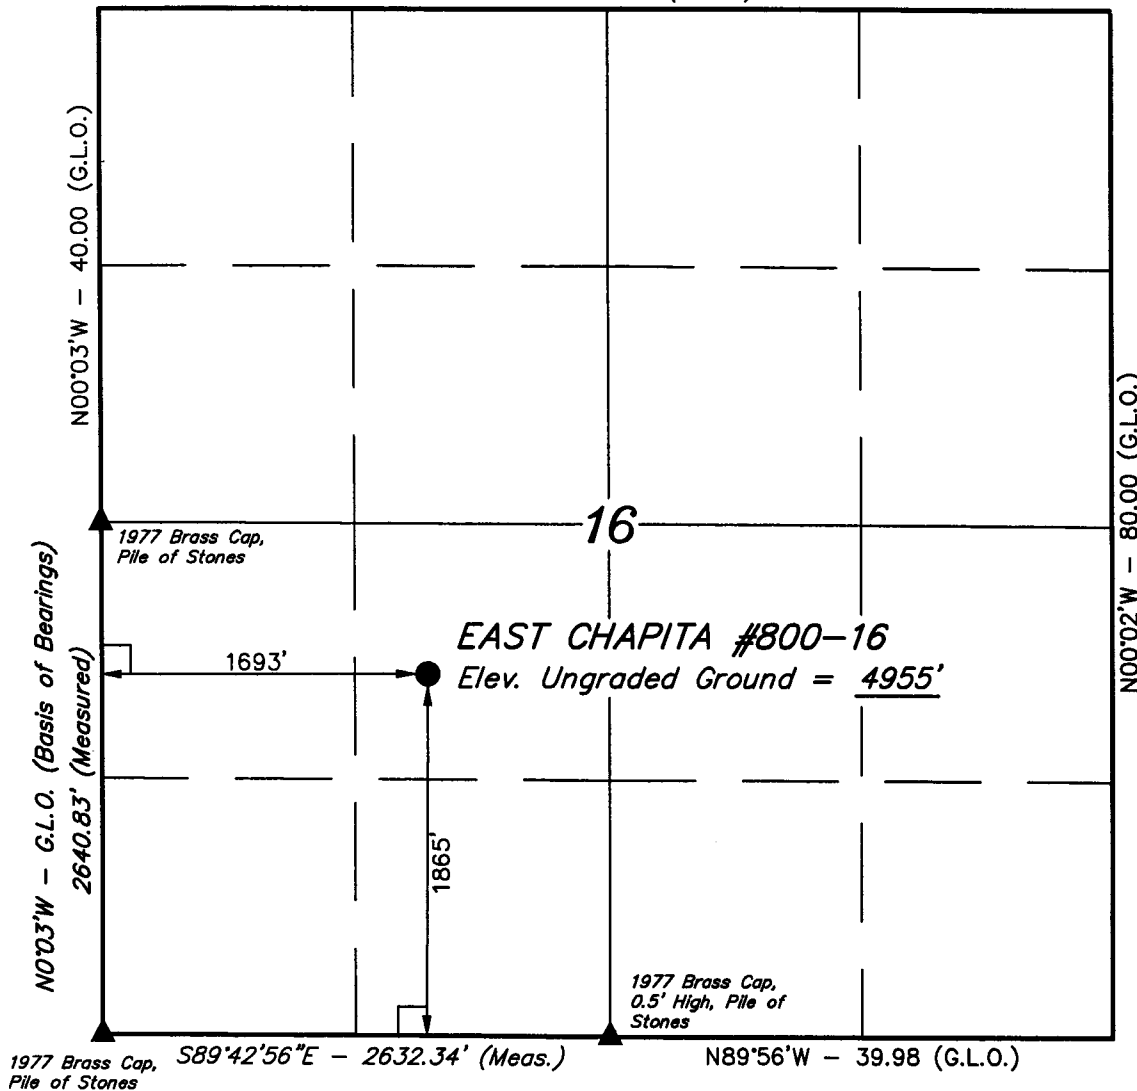 N00°03'W – 40.00 (G.L.O.)
1977 Brass Cap,
Pile of Stones
16
N00°02'W – 80.00 (G.L.O.)
EAST CHAPITA #800–16
Elev. Ungraded Ground = 4955'
1693'
N0°03'W – G.L.O. (Basis of Bearings)
2640.83' (Measured)
1865'
1977 Brass Cap,
0.5' High, Pile of
Stones
1977 Brass Cap,
Pile of Stones
S89°42'56"E – 2632.34' (Meas.)
N89°56'W – 39.98 (G.L.O.)